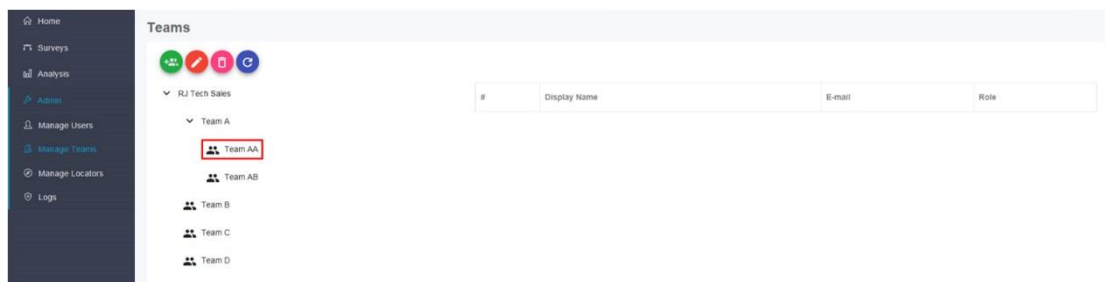 Home
Surveys
Analysis
Admin
Manage Users
Manage Teams
Manage Locators
Logs
Teams
RJ Tech Sales
Team A
Team AA
Team AB
Team B
Team C
Team D
# Display Name E-mail Role